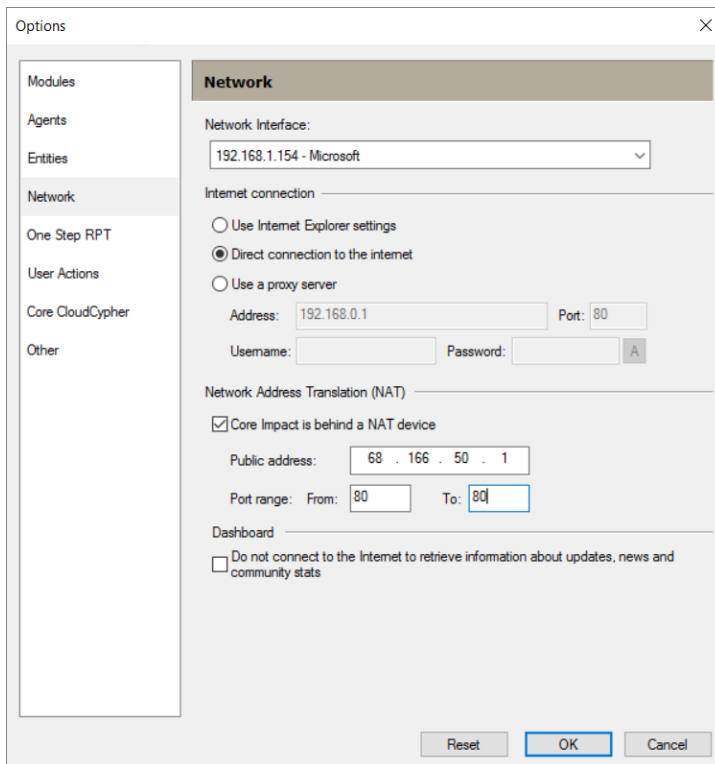 Options
Modules
Agents
Entities
Network
One Step RPT
User Actions
Core CloudCypher
Other
Network
Network Interface:
192.168.1.154 - Microsoft
Internet connection
Use Internet Explorer settings
Direct connection to the internet
Use a proxy server
Address: 192.168.0.1 Port: 80
Username: Password: A
Network Address Translation (NAT)
Core Impact is behind a NAT device
Public address: 68 . 166 . 50 . 1
Port range: From: 80 To: 80
Dashboard
Do not connect to the Internet to retrieve information about updates, news and
community stats
Reset OK Cancel